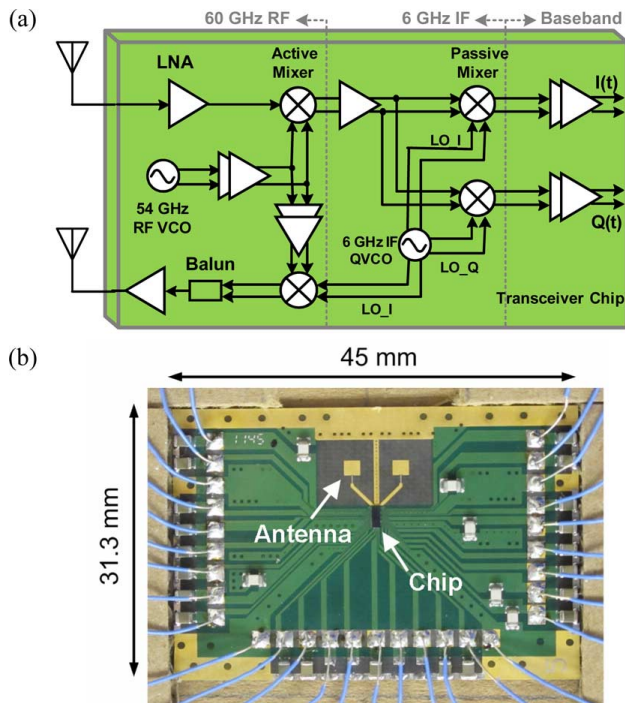 (a)
60 GHz RF
6 GHz IF
Baseband
LNA
Active
Mixer
Passive
Mixer
I(t)
LO_I
54 GHz
RF VCO
6 GHz IF
QVCO
Q(t)
LO_Q
Balun
LO_I
Transceiver Chip
(b)
45 mm
31.3 mm
1145
Antenna
Chip